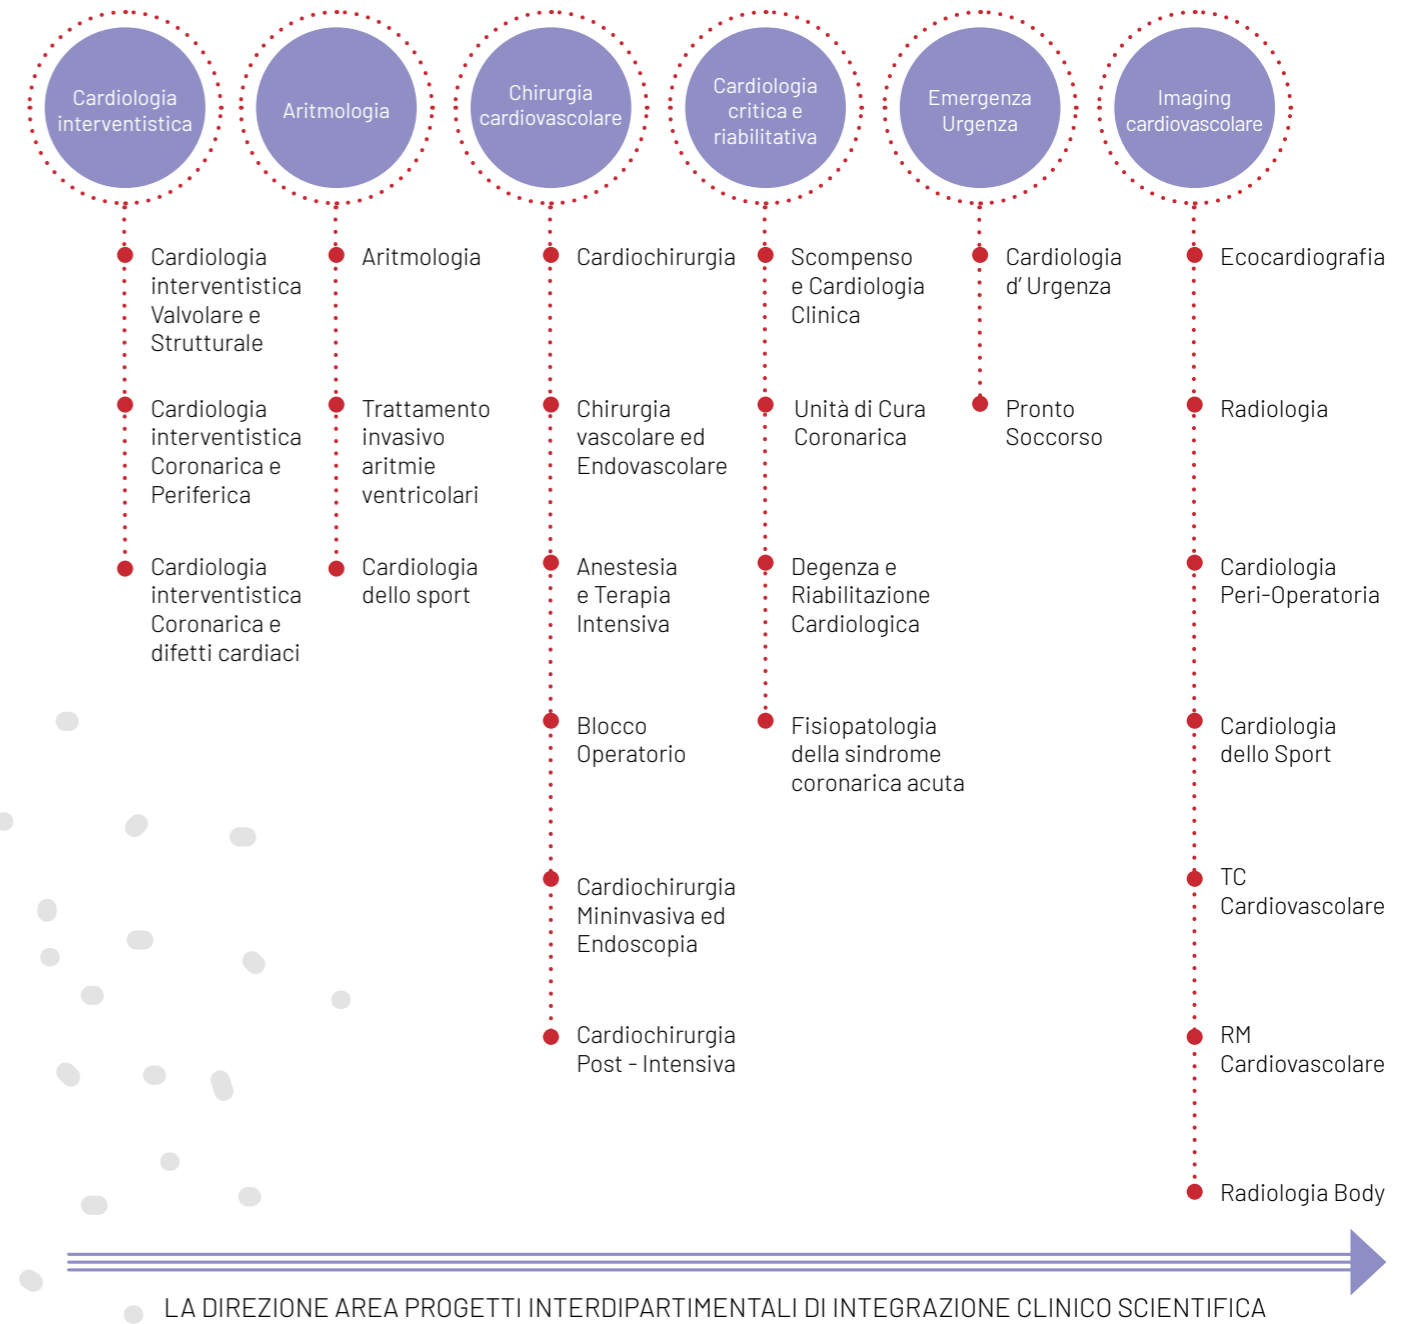 Cardiologia
interventistica
Aritmologia
Chirurgia
cardiovascolare
Cardiologia
critica e
riabilitativa
Emergenza
Urgenza
Imaging
cardiovascolare
Cardiologia
interventistica
Valvolare e
Strutturale
Cardiologia
interventistica
Coronarica e
Periferica
Cardiologia
interventistica
Coronarica e
difetti cardiaci
Aritmologia
Trattamento
invasivo
aritmie
ventricolari
Cardiologia
dello sport
Cardiochirurgia
Chirurgia
vascolare ed
Endovascolare
Anestesia
e Terapia
Intensiva
Blocco
Operatorio
Cardiochirurgia
Mininvasiva ed
Endoscopia
Cardiochirurgia
Post - Intensiva
Scompenso
e Cardiologia
Clinica
Unità di Cura
Coronarica
Degenza e
Riabilitazione
Cardiologica
Fisiopatologia
della sindrome
coronarica acuta
Cardiologia
d' Urgenza
Pronto
Soccorso
Ecocardiografia
Radiologia
Cardiologia
Peri-Operatoria
Cardiologia
dello Sport
TC
Cardiovascolare
RM
Cardiovascolare
Radiologia Body
LA DIREZIONE AREA PROGETTI INTERDIPARTIMENTALI DI INTEGRAZIONE CLINICO SCIENTIFICA